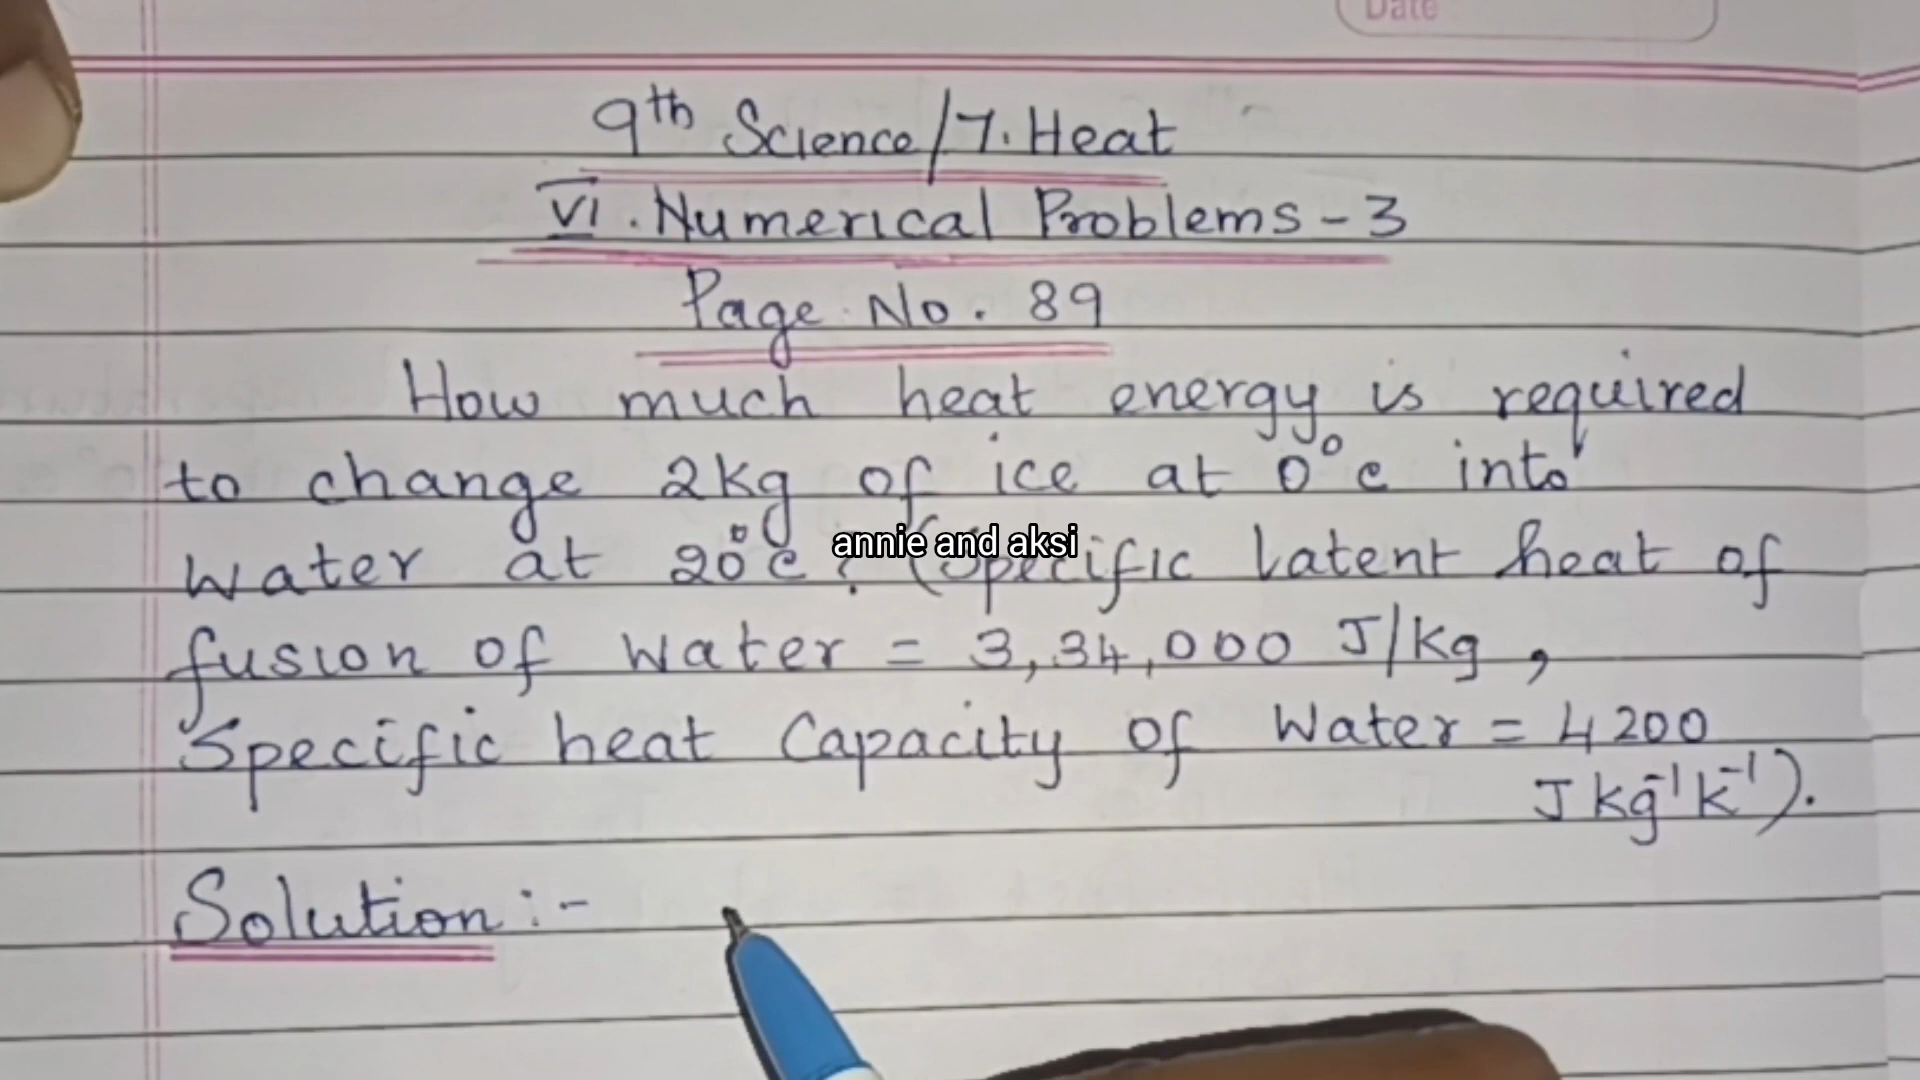 Date
9th Science/7. Heat
VI. Numerical Problems - 3
Page No. 89
How much heat energy is required
to change 2kg of ice at 0°c into
water at 20°c? (Specific latent heat of
annie and aksi
fusion of water = 3,34,000 J/kg,
Specific heat Capacity of Water = 4200
J kg⁻¹ k⁻¹).
Solution :-